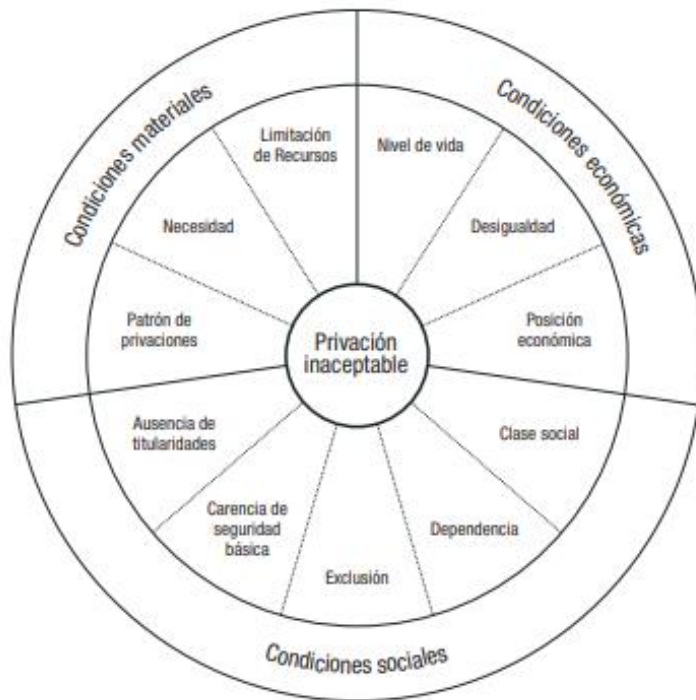 Condiciones materiales
Condiciones económicas
Limitación
de Recursos
Nivel de vida
Necesidad
Desigualdad
Patrón de
privaciones
Posición
económica
Privación
inaceptable
Ausencia de
titularidades
Clase social
Carencia de
seguridad
básica
Dependencia
Exclusión
Condiciones sociales